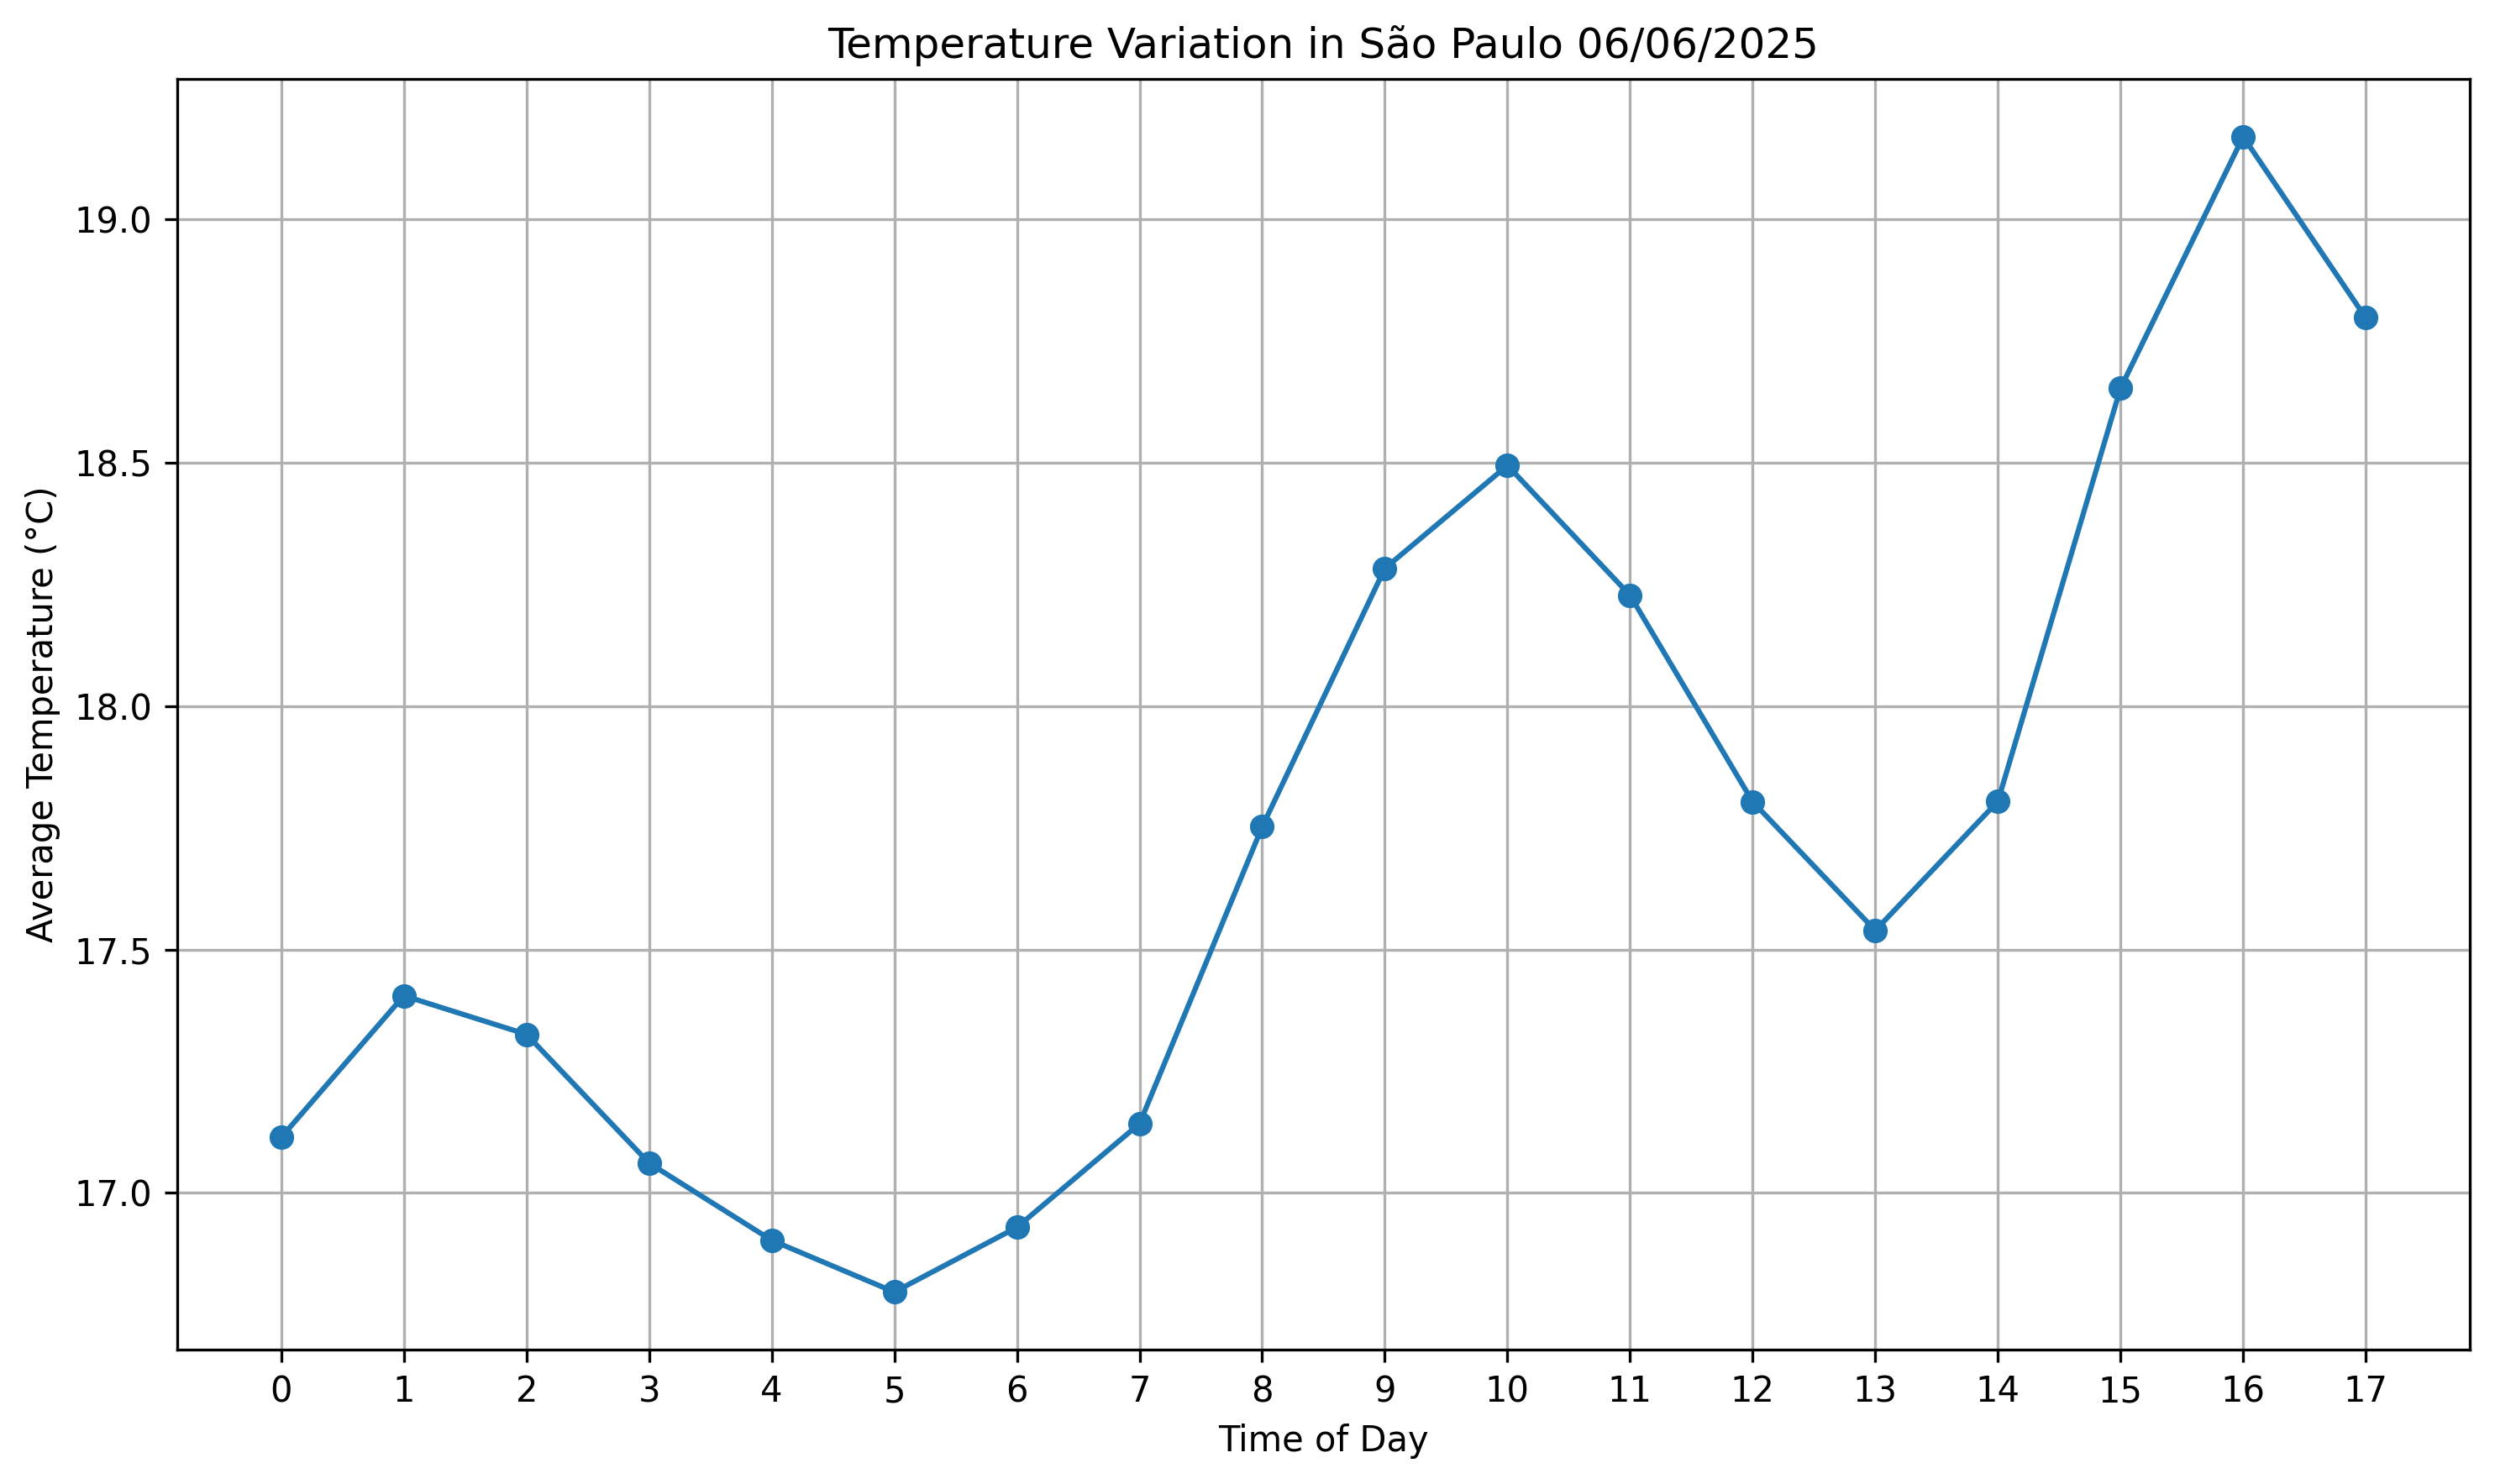 Temperature Variation in São Paulo 06/06/2025
Average Temperature (°C)
19.0
18.5
18.0
17.5
17.0
0 1 2 3 4 5 6 7 8 9 10 11 12 13 14 15 16 17
Time of Day